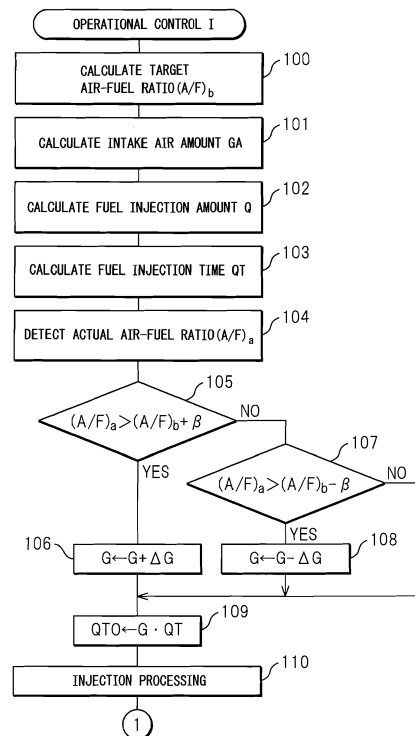 OPERATIONAL CONTROL I
CALCULATE TARGET
AIR-FUEL RATIO(A/F)b
100
CALCULATE INTAKE AIR AMOUNT GA
101
CALCULATE FUEL INJECTION AMOUNT Q
102
CALCULATE FUEL INJECTION TIME QT
103
DETECT ACTUAL AIR-FUEL RATIO(A/F)a
104
105
(A/F)a>(A/F)b+β
NO
YES
107
(A/F)a>(A/F)b-β
NO
YES
106
G←G+ΔG
G←G-ΔG
108
109
QTO←G·QT
110
INJECTION PROCESSING
1